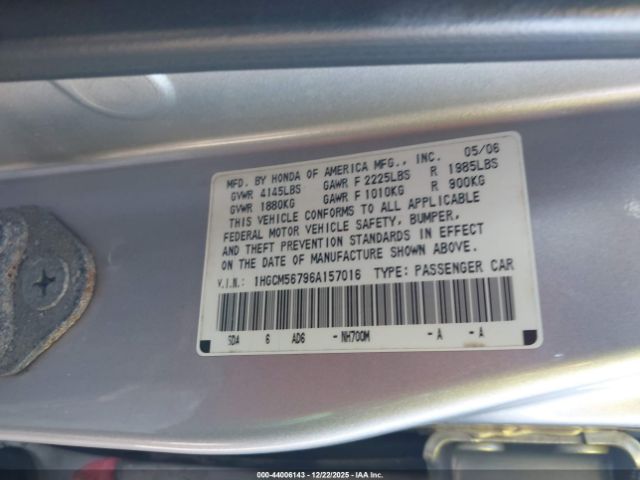 MFD. BY HONDA OF AMERICA MFG., INC. 05/06
GVWR 4145LBS GAWR F 2225LBS R 1985LBS
GVWR 1880KG GAWR F 1010KG R 900KG
THIS VEHICLE CONFORMS TO ALL APPLICABLE
FEDERAL MOTOR VEHICLE SAFETY, BUMPER,
AND THEFT PREVENTION STANDARDS IN EFFECT
ON THE DATE OF MANUFACTURE SHOWN ABOVE.
V.I.N.: 1HGCM56796A157016 TYPE: PASSENGER CAR
SDA 6 AD6 -NH700M -A -A
000-44006143 - 12/22/2025 - IAA Inc.